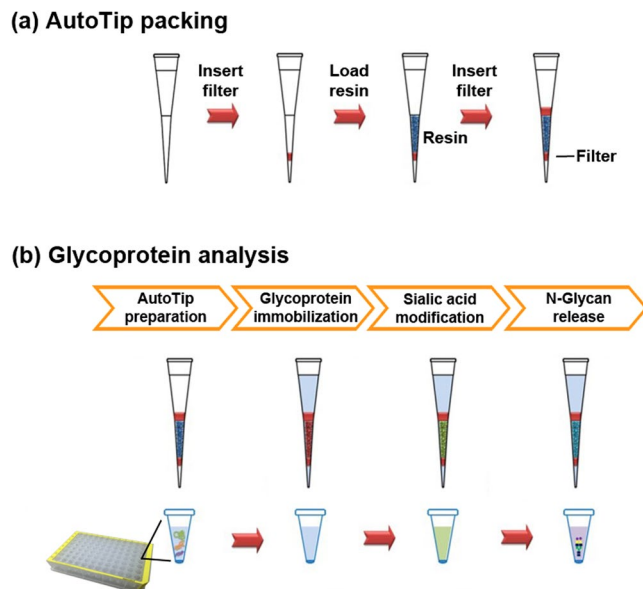 (a) AutoTip packing
Insert
filter
Load
resin
Insert
filter
Resin
Filter
(b) Glycoprotein analysis
AutoTip
preparation
Glycoprotein
immobilization
Sialic acid
modification
N-Glycan
release